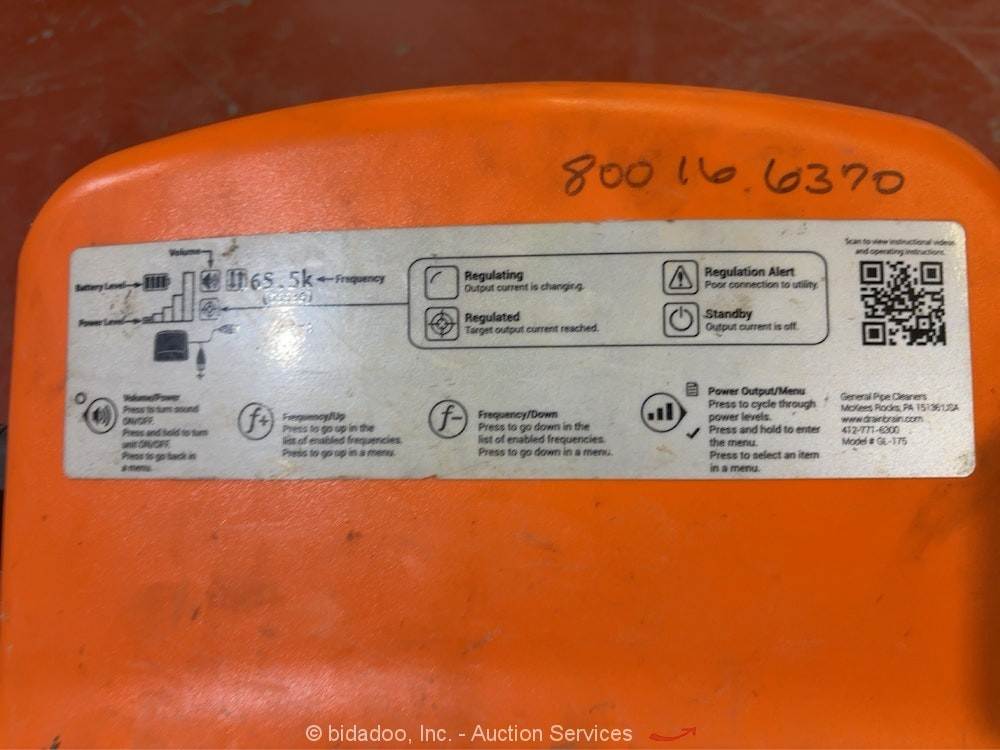 800 16.6370
Scan to view instructional videos
and operating instructions.
Volume
Battery Level
65.5k
Frequency
Power Level
Regulating
Output current is changing.
Regulated
Target output current reached.
Regulation Alert
Poor connection to utility.
Standby
Output current is off.
Volume/Power
Press to turn sound
ON/OFF.
Press and hold to turn
unit ON/OFF.
Press to go back in
a menu.
f+
Frequency/Up
Press to go up in the
list of enabled frequencies.
Press to go up in a menu.
f-
Frequency/Down
Press to go down in the
list of enabled frequencies.
Press to go down in a menu.
Power Output/Menu
Press to cycle through
power levels.
Press and hold to enter
the menu.
Press to select an item
in a menu.
General Pipe Cleaners
McKees Rocks, PA 15136 USA
www.drainbrain.com
412-771-6300
Model # GL-175
© bidadoo, Inc. - Auction Services